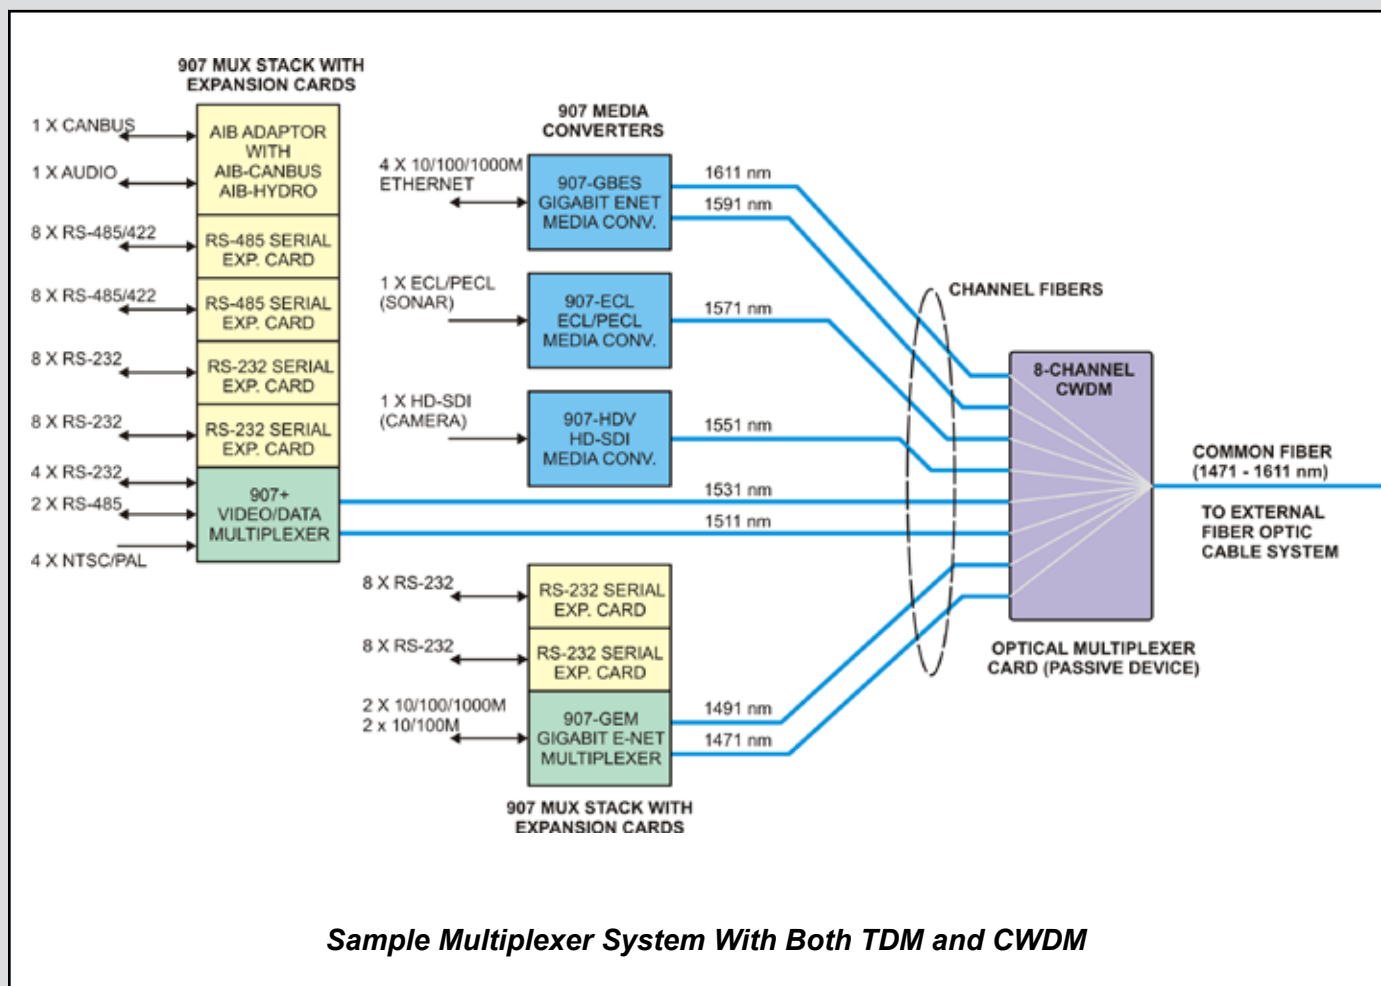 907 MUX STACK WITH
EXPANSION CARDS
1 X CANBUS
1 X AUDIO
8 X RS-485/422
8 X RS-485/422
8 X RS-232
8 X RS-232
4 X RS-232
2 X RS-485
4 X NTSC/PAL
AIB ADAPTOR
WITH
AIB-CANBUS
AIB-HYDRO
RS-485 SERIAL
EXP. CARD
RS-485 SERIAL
EXP. CARD
RS-232 SERIAL
EXP. CARD
RS-232 SERIAL
EXP. CARD
907+
VIDEO/DATA
MULTIPLEXER
907 MEDIA
CONVERTERS
4 X 10/100/1000M
ETHERNET
907-GBES
GIGABIT ENET
MEDIA CONV.
1611 nm
1591 nm
1 X ECL/PECL
(SONAR)
907-ECL
ECL/PECL
MEDIA CONV.
1571 nm
1 X HD-SDI
(CAMERA)
907-HDV
HD-SDI
MEDIA CONV.
1551 nm
1531 nm
1511 nm
8 X RS-232
RS-232 SERIAL
EXP. CARD
8 X RS-232
RS-232 SERIAL
EXP. CARD
2 X 10/100/1000M
2 x 10/100M
907-GEM
GIGABIT E-NET
MULTIPLEXER
1491 nm
1471 nm
907 MUX STACK WITH
EXPANSION CARDS
CHANNEL FIBERS
8-CHANNEL
CWDM
OPTICAL MULTIPLEXER
CARD (PASSIVE DEVICE)
COMMON FIBER
(1471 - 1611 nm)
TO EXTERNAL
FIBER OPTIC
CABLE SYSTEM
Sample Multiplexer System With Both TDM and CWDM